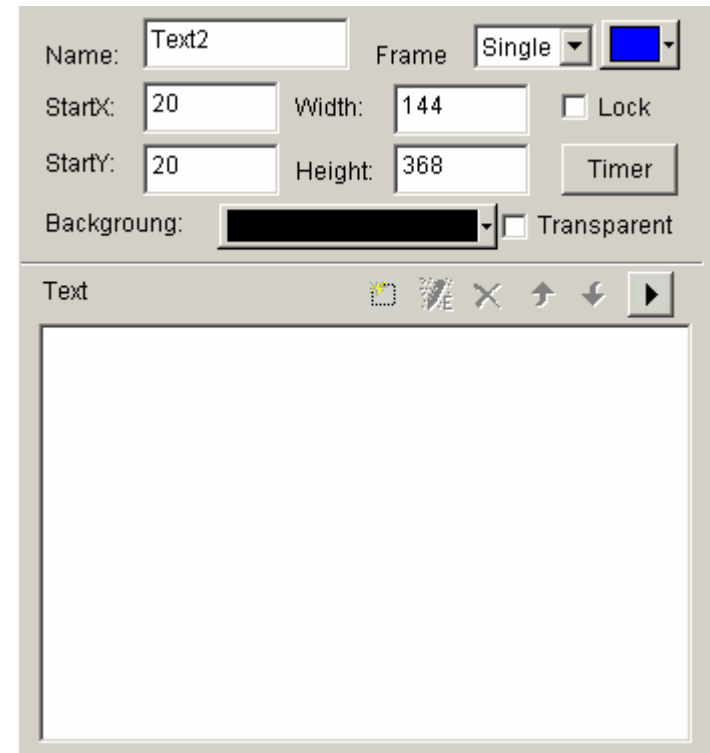 Name: Text2 Frame Single
StartX: 20 Width: 144 Lock
StartY: 20 Height: 368 Timer
Backgroung: Transparent
Text E